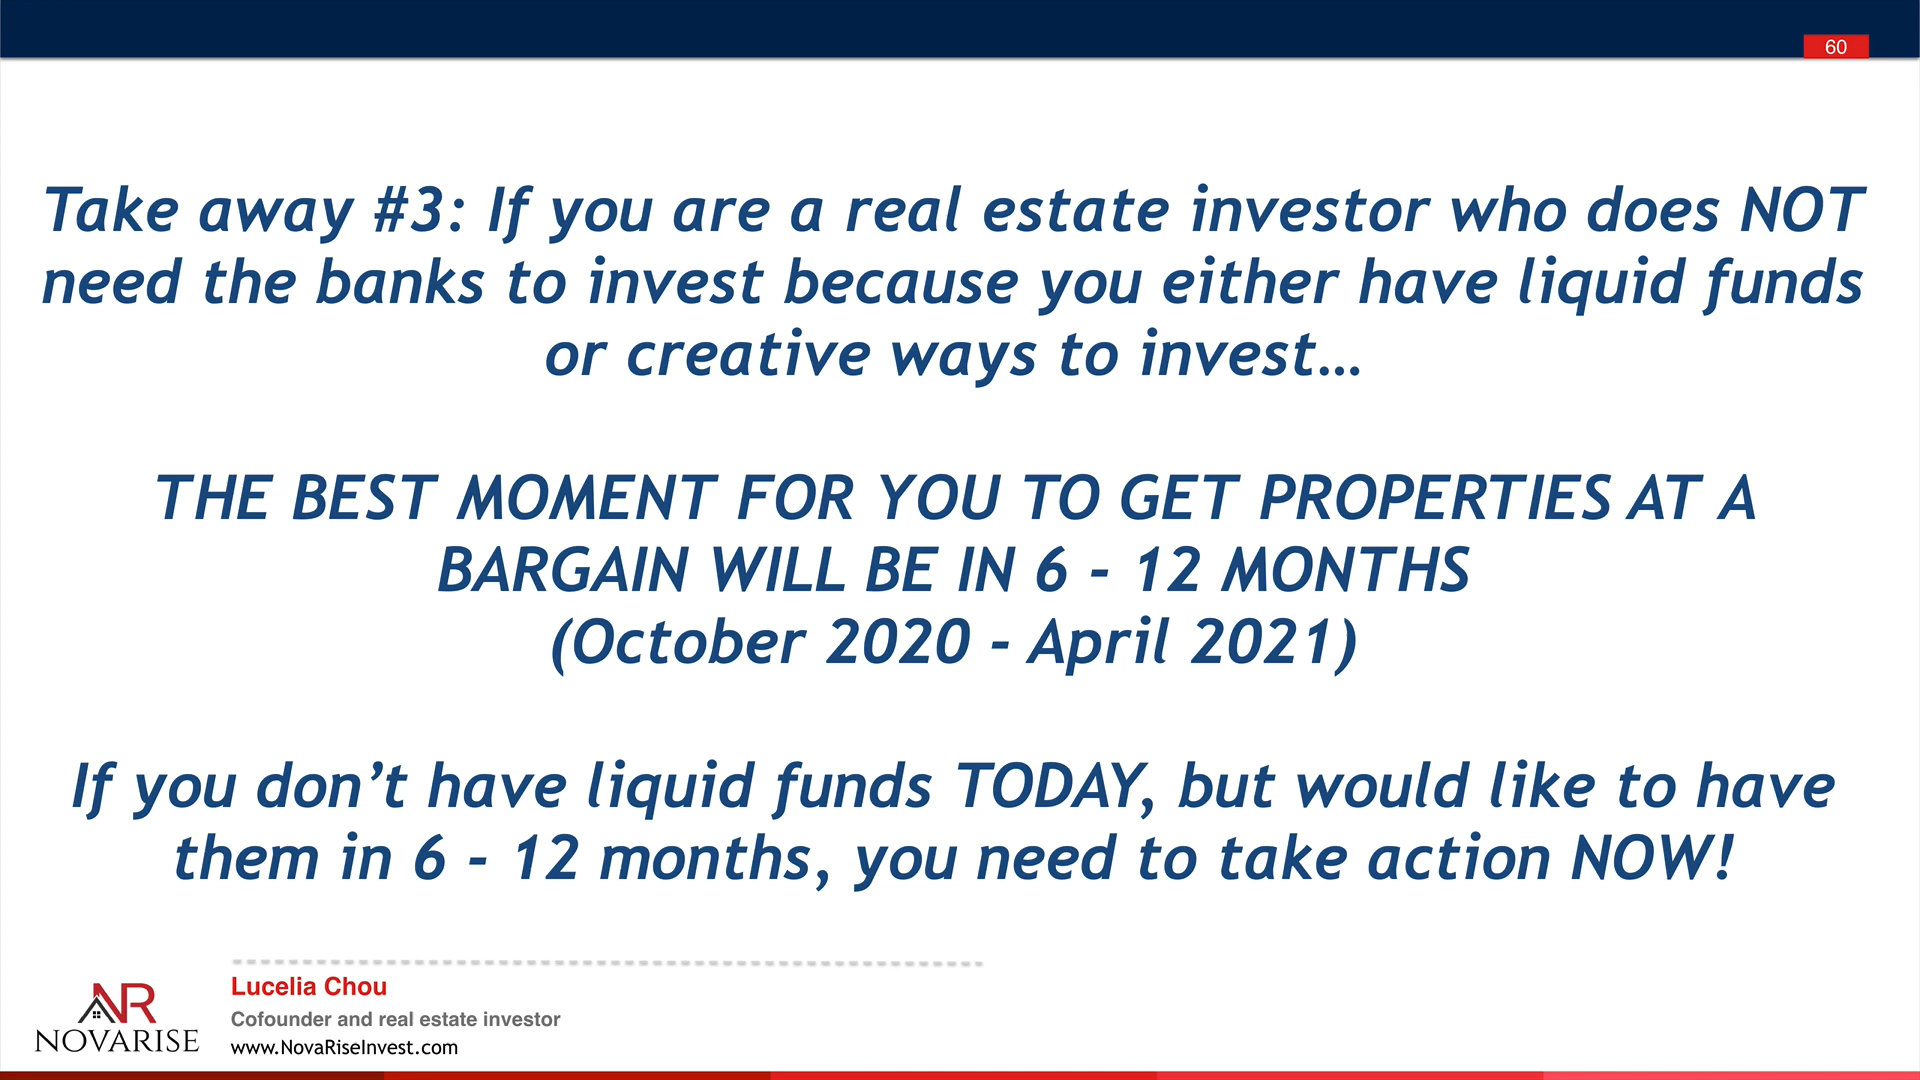 60
Take away #3: If you are a real estate investor who does NOT
need the banks to invest because you either have liquid funds
or creative ways to invest…
THE BEST MOMENT FOR YOU TO GET PROPERTIES AT A
BARGAIN WILL BE IN 6 - 12 MONTHS
(October 2020 - April 2021)
If you don’t have liquid funds TODAY, but would like to have
them in 6 - 12 months, you need to take action NOW!
NR
NOVARISE
Lucelia Chou
Cofounder and real estate investor
www.NovaRiseInvest.com